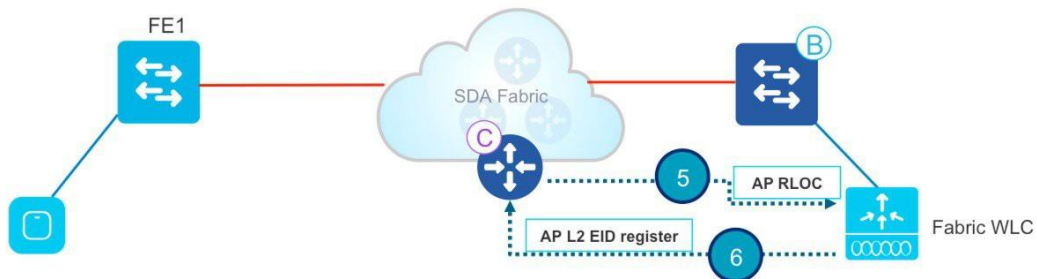 FE1
B
SDA Fabric
C
5
AP RLOC
AP L2 EID register
6
Fabric WLC